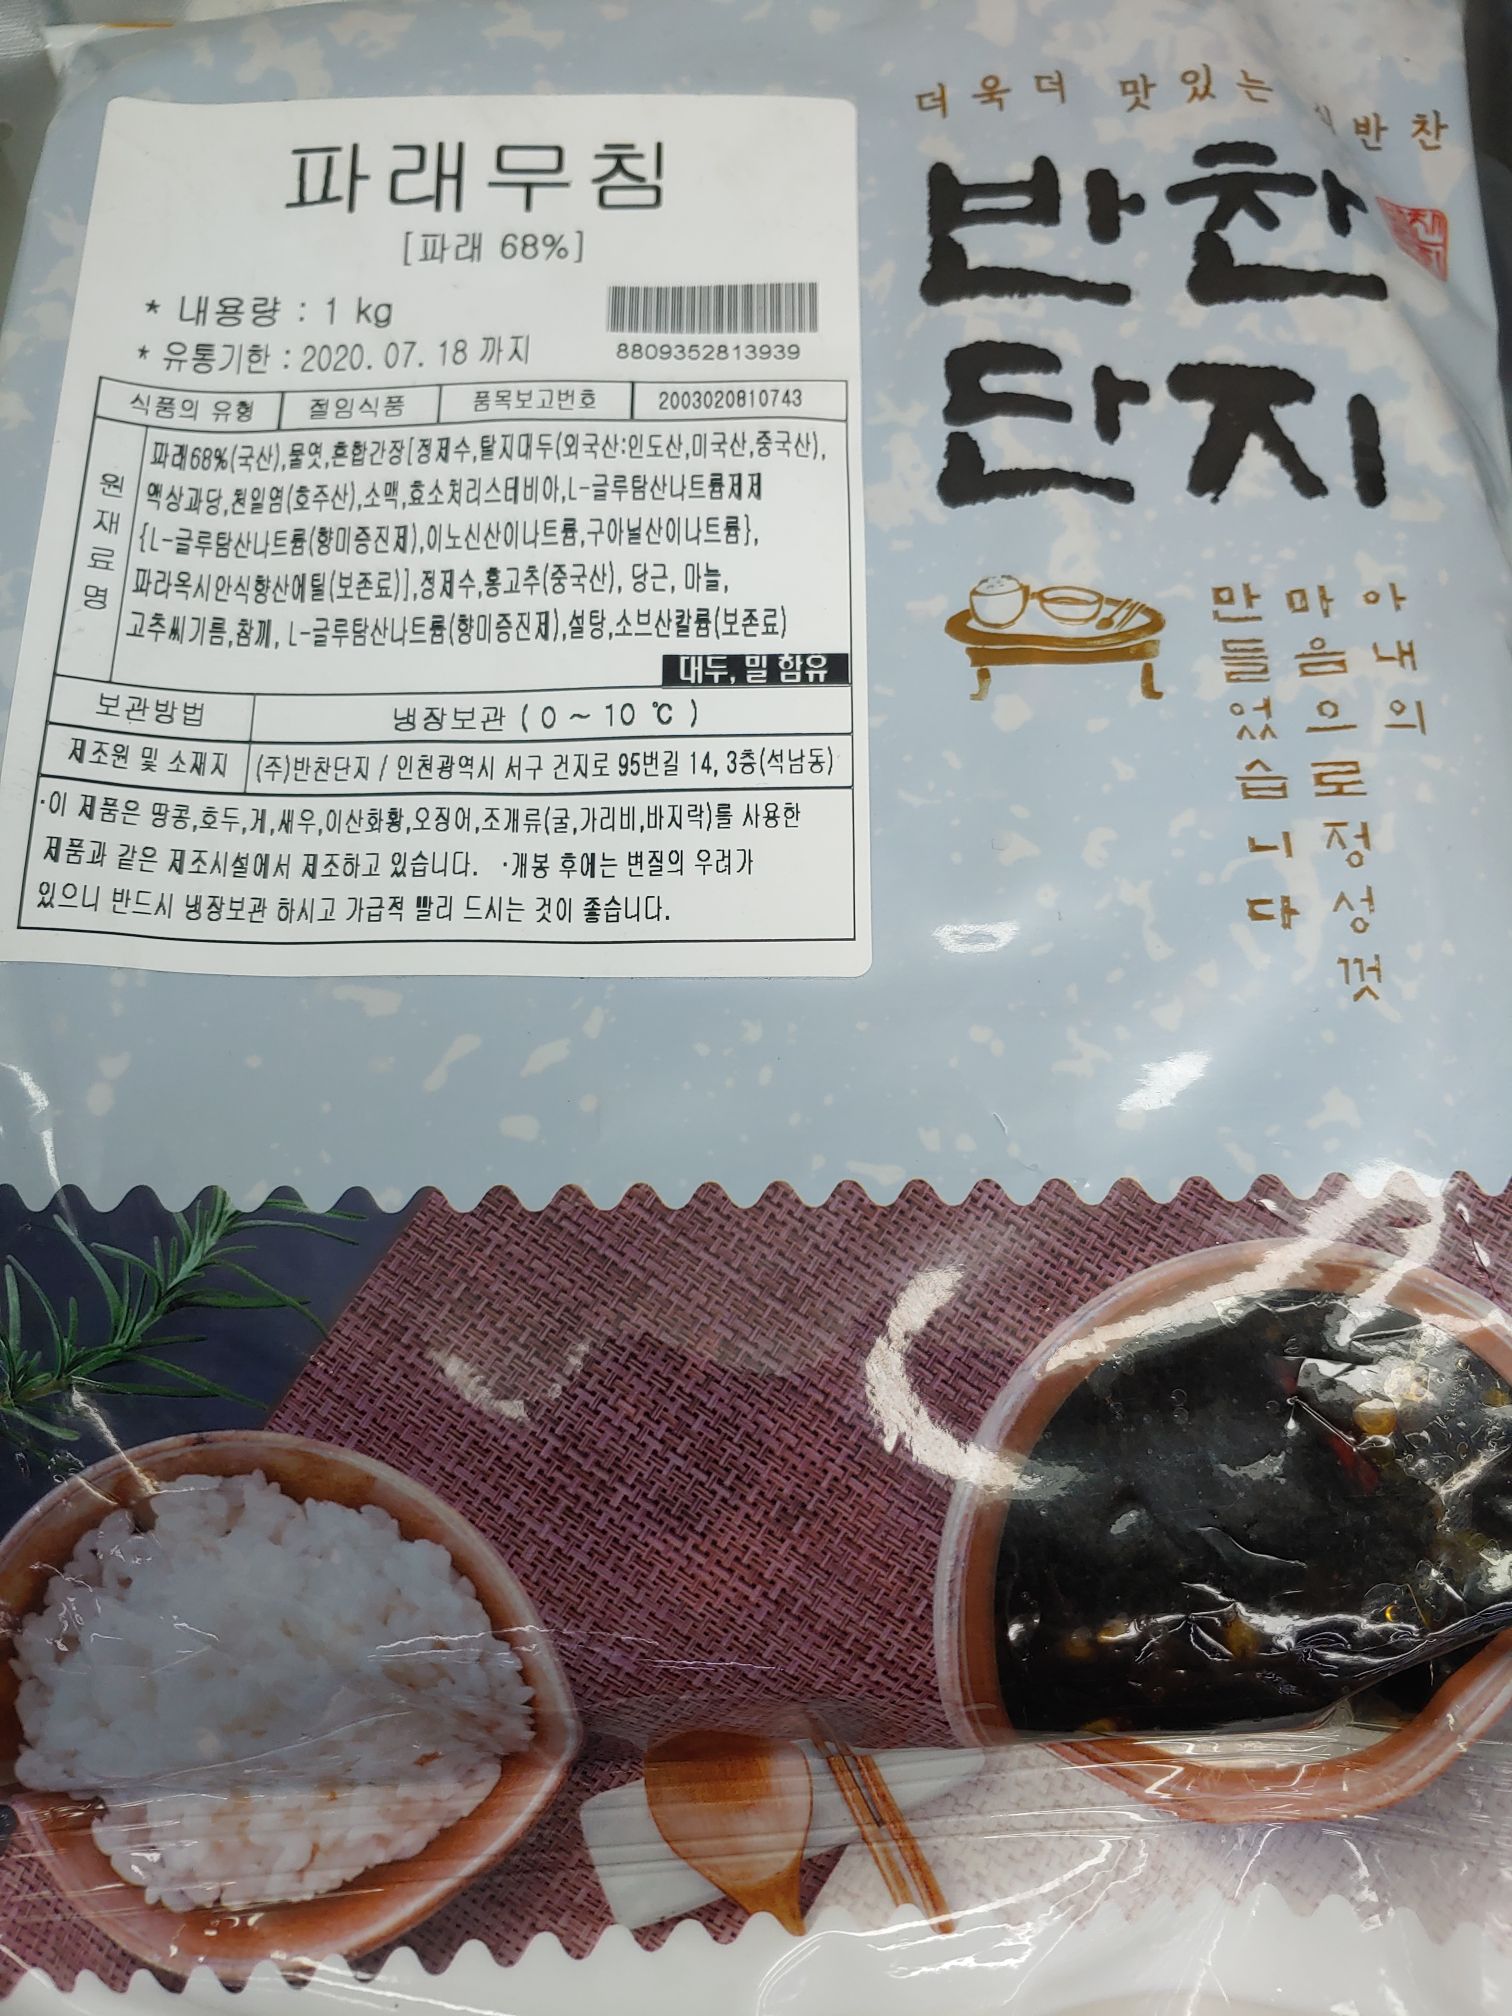 파래무침
[파래 68%]
* 내용량 : 1 kg
* 유통기한 : 2020. 07. 18 까지
8809352813939
식품의 유형 절임식품 품목보고번호 2003020810743
원재료명
파래68%(국산),물엿,혼합간장[정제수,탈지대두(외국산:인도산,미국산,중국산),
액상과당,천일염(호주산),소맥,효소처리스테비아,L-글루탐산나트륨제제
{L-글루탐산나트륨(향미증진제),이노신산이나트륨,구아닐산이나트륨},
파라옥시안식향산에틸(보존료)],정제수,홍고추(중국산), 당근, 마늘,
고추씨기름,참깨, L-글루탐산나트륨(향미증진제),설탕,소브산칼륨(보존료)
대두, 밀 함유
보관방법 냉장보관 ( 0 ~ 10 ℃ )
제조원 및 소재지 (주)반찬단지 / 인천광역시 서구 건지로 95번길 14, 3층(석남동)
·이 제품은 땅콩,호두,게,새우,이산화황,오징어,조개류(굴,가리비,바지락)를 사용한
제품과 같은 제조시설에서 제조하고 있습니다. ·개봉 후에는 변질의 우려가
있으니 반드시 냉장보관 하시고 가급적 빨리 드시는 것이 좋습니다.
더욱더 맛있는 반찬
반찬
단지
아내의
마음으로 정성껏
만들었습니다